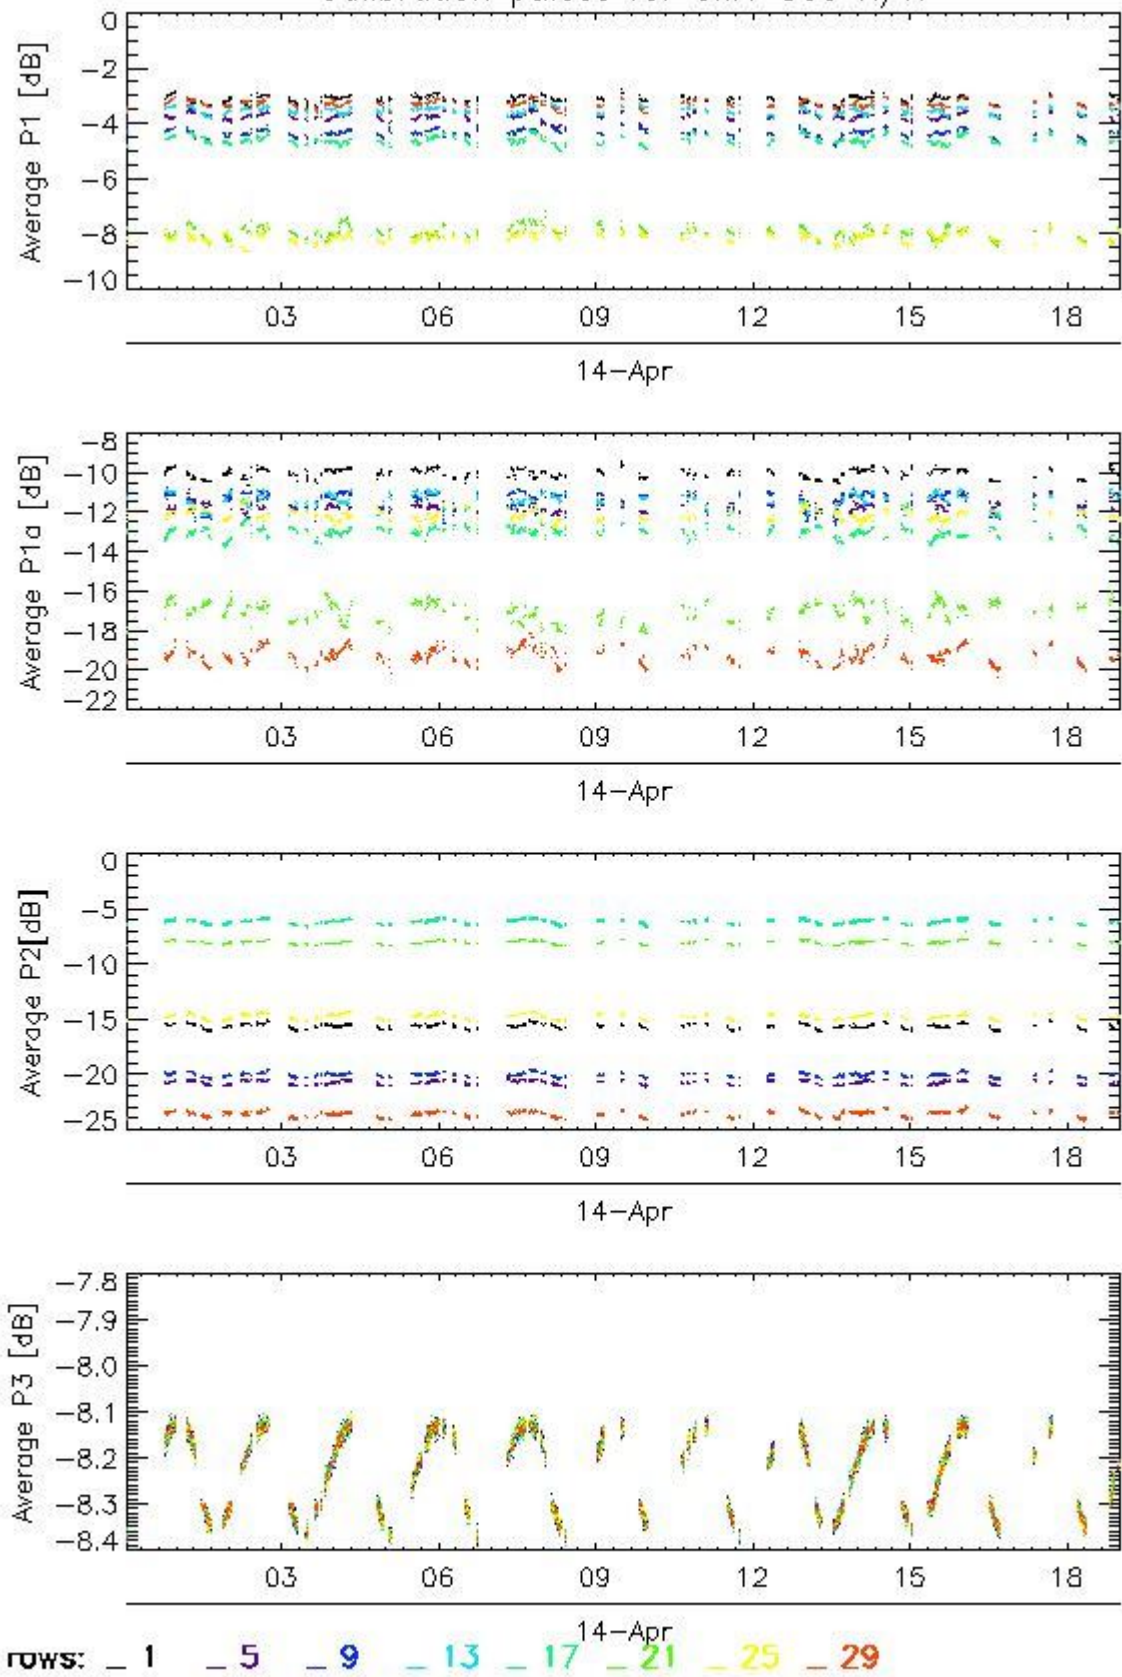 0
−2
−4
−6
−8
−10
Average P1 [dB]
03 06 09 12 15 18
14−Apr
−8
−10
−12
−14
−16
−18
−20
−22
Average P1a [dB]
03 06 09 12 15 18
14−Apr
0
−5
−10
−15
−20
−25
Average P2[dB]
03 06 09 12 15 18
14−Apr
−7.8
−7.9
−8.0
−8.1
−8.2
−8.3
−8.4
Average P3 [dB]
03 06 09 12 15 18
14−Apr
rows: _ 1 _ 5 _ 9 _ 13 _ 17 _ 21 _ 25 _ 29